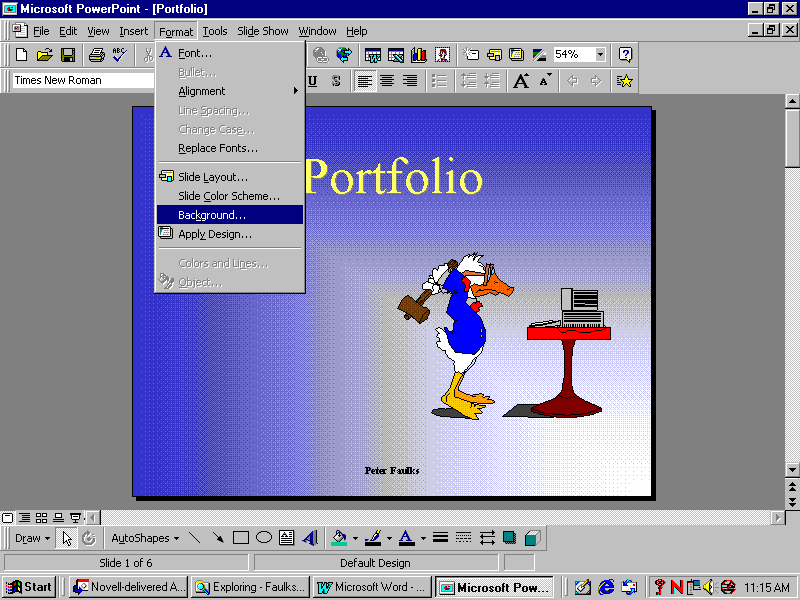 Microsoft PowerPoint - [Portfolio]
File Edit View Insert Format Tools Slide Show Window Help
ABC 54% ?
Times New Roman U S A A
Font...
Bullet...
Alignment
Line Spacing...
Change Case...
Replace Fonts...
Slide Layout...
Slide Color Scheme...
Background...
Apply Design...
Colors and Lines...
Object...
Portfolio
Peter Faulks
Draw AutoShapes A A
Slide 1 of 6 Default Design
Start Novell-delivered A... Exploring - Faulks... Microsoft Word - ... Microsoft Pow... 11:15 AM